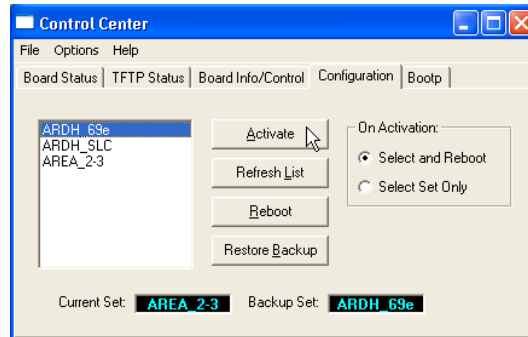 Control Center
File Options Help
Board Status TFTP Status Board Info/Control Configuration Bootp
ARDH_69e
ARDH_SLC
AREA_2-3
Activate
Refresh List
Reboot
Restore Backup
On Activation:
Select and Reboot
Select Set Only
Current Set: AREA_2-3 Backup Set: ARDH_69e